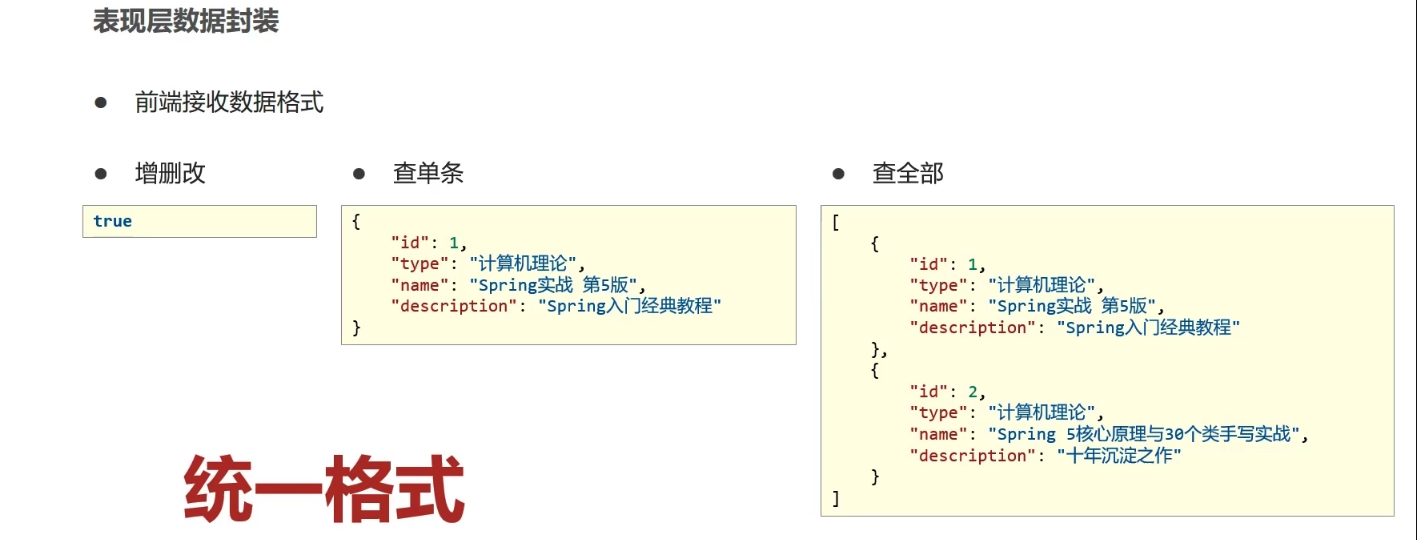 表现层数据封装
● 前端接收数据格式
● 增删改
true
● 查单条
{
    "id": 1,
    "type": "计算机理论",
    "name": "Spring实战 第5版",
    "description": "Spring入门经典教程"
}
● 查全部
[
    {
        "id": 1,
        "type": "计算机理论",
        "name": "Spring实战 第5版",
        "description": "Spring入门经典教程"
    },
    {
        "id": 2,
        "type": "计算机理论",
        "name": "Spring 5核心原理与30个类手写实战",
        "description": "十年沉淀之作"
    }
]
统一格式